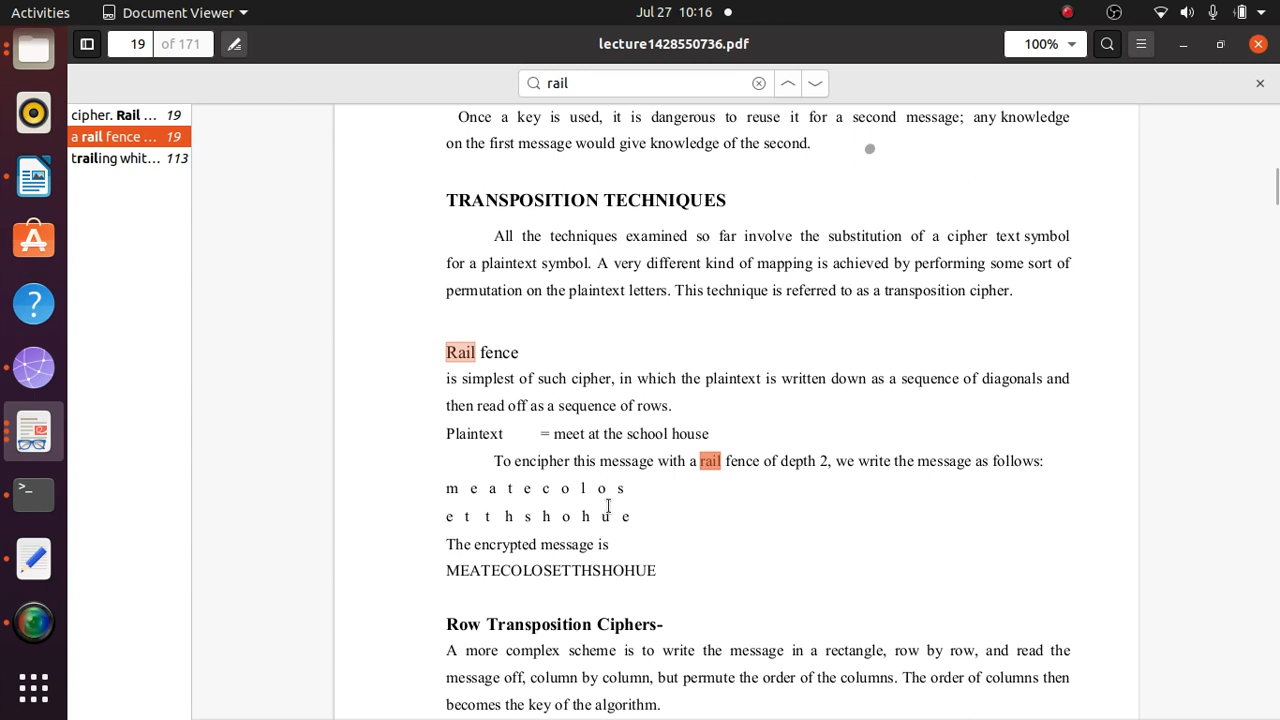 Activities Document Viewer Jul 27 10:16
19 of 171 lecture1428550736.pdf 100%
rail
cipher. Rail ... 19
a rail fence ... 19
trailing whit... 113
Once a key is used, it is dangerous to reuse it for a second message; any knowledge
on the first message would give knowledge of the second.
TRANSPOSITION TECHNIQUES
All the techniques examined so far involve the substitution of a cipher text symbol
for a plaintext symbol. A very different kind of mapping is achieved by performing some sort of
permutation on the plaintext letters. This technique is referred to as a transposition cipher.
Rail fence
is simplest of such cipher, in which the plaintext is written down as a sequence of diagonals and
then read off as a sequence of rows.
Plaintext = meet at the school house
To encipher this message with a rail fence of depth 2, we write the message as follows:
m e a t e c o l o s
e t t h s h o h u e
The encrypted message is
MEATECOLOSETTHSHOHUE
Row Transposition Ciphers-
A more complex scheme is to write the message in a rectangle, row by row, and read the
message off, column by column, but permute the order of the columns. The order of columns then
becomes the key of the algorithm.